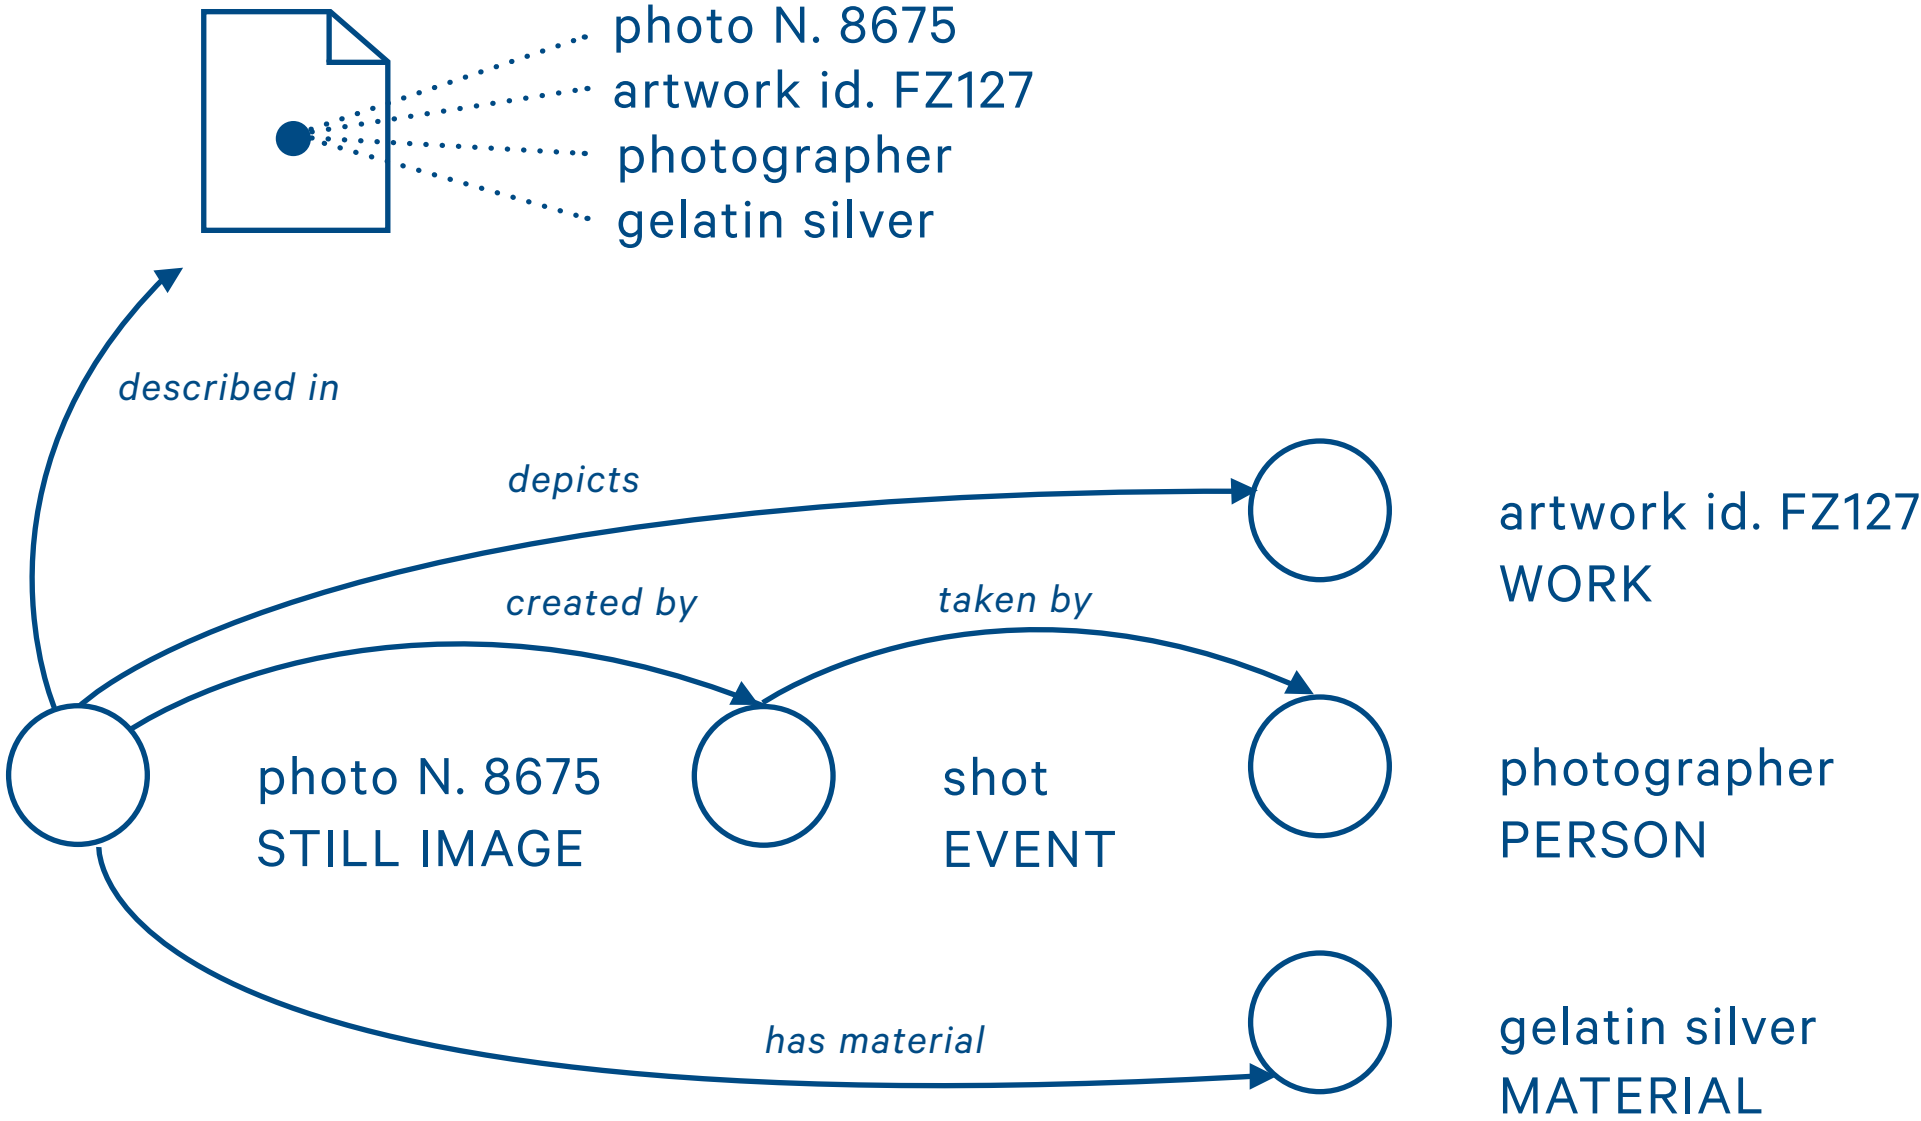 photo N. 8675
artwork id. FZ127
photographer
gelatin silver
described in
depicts
artwork id. FZ127
WORK
created by
taken by
photo N. 8675
STILL IMAGE
shot
EVENT
photographer
PERSON
has material
gelatin silver
MATERIAL